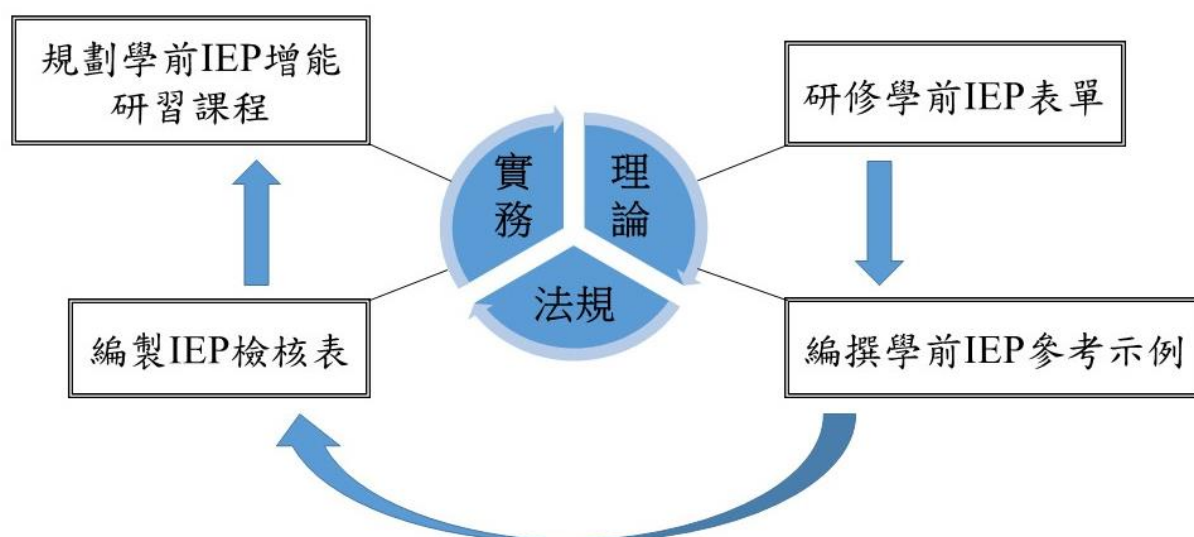 規劃學前IEP增能
研習課程
研修學前IEP表單
實務
理論
法規
編製IEP檢核表
編撰學前IEP參考示例